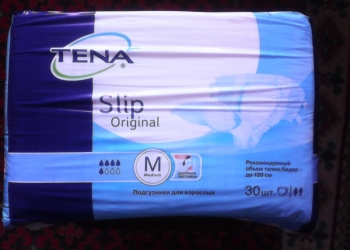 TENA
®
Slip
Original
M
Medium
Рекомендуемый
объем талии/бедер -
до 120 см
Подгузники для взрослых
30 шт.